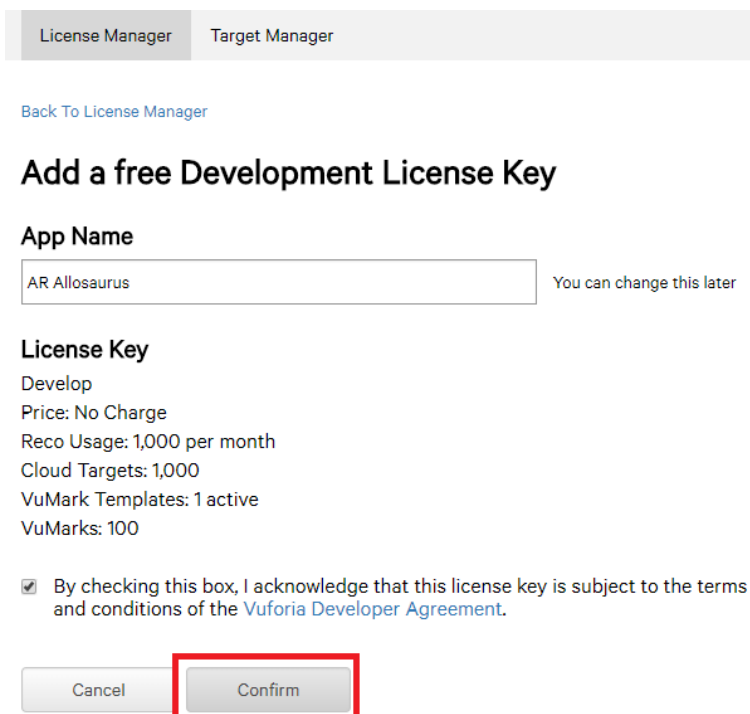 License Manager Target Manager
Back To License Manager
Add a free Development License Key
App Name
AR Allosaurus You can change this later
License Key
Develop
Price: No Charge
Reco Usage: 1,000 per month
Cloud Targets: 1,000
VuMark Templates: 1 active
VuMarks: 100
By checking this box, I acknowledge that this license key is subject to the terms
and conditions of the Vuforia Developer Agreement.
Cancel Confirm